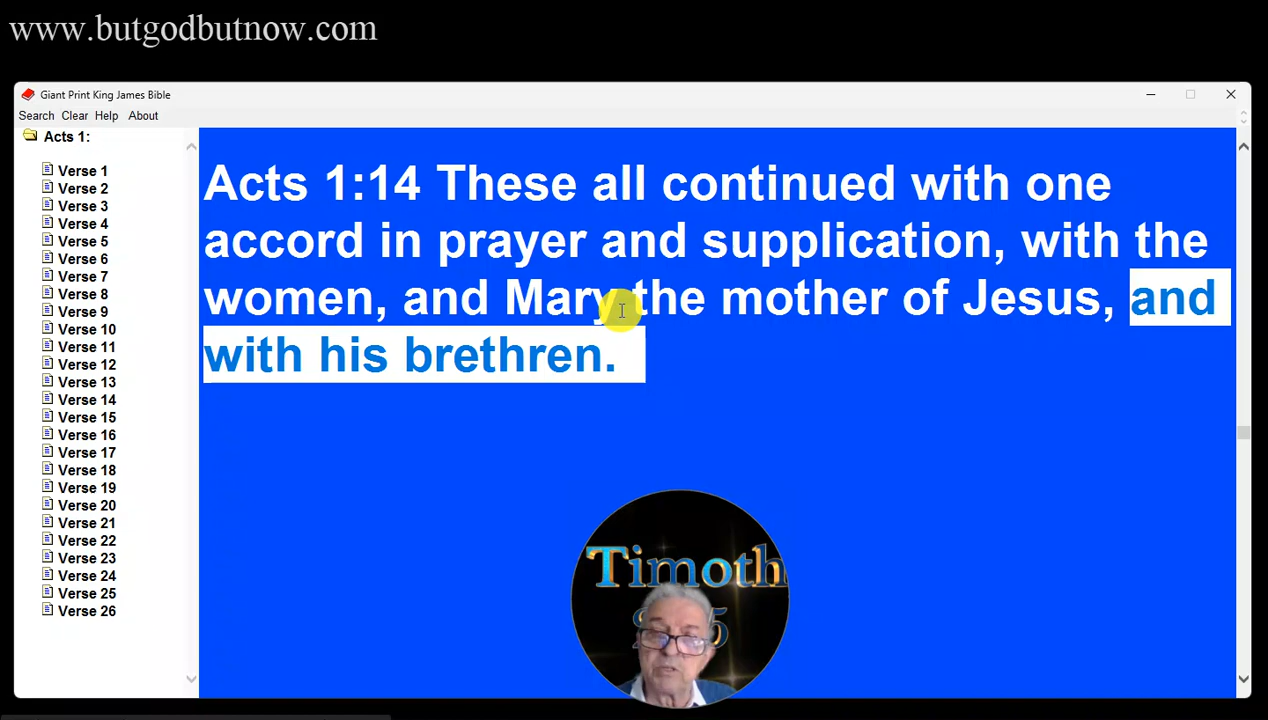 www.butgodbutnow.com
Giant Print King James Bible
Search Clear Help About
Acts 1:
Verse 1
Verse 2
Verse 3
Verse 4
Verse 5
Verse 6
Verse 7
Verse 8
Verse 9
Verse 10
Verse 11
Verse 12
Verse 13
Verse 14
Verse 15
Verse 16
Verse 17
Verse 18
Verse 19
Verse 20
Verse 21
Verse 22
Verse 23
Verse 24
Verse 25
Verse 26
Acts 1:14 These all continued with one
accord in prayer and supplication, with the
women, and Mary the mother of Jesus, and
with his brethren.
Timoth